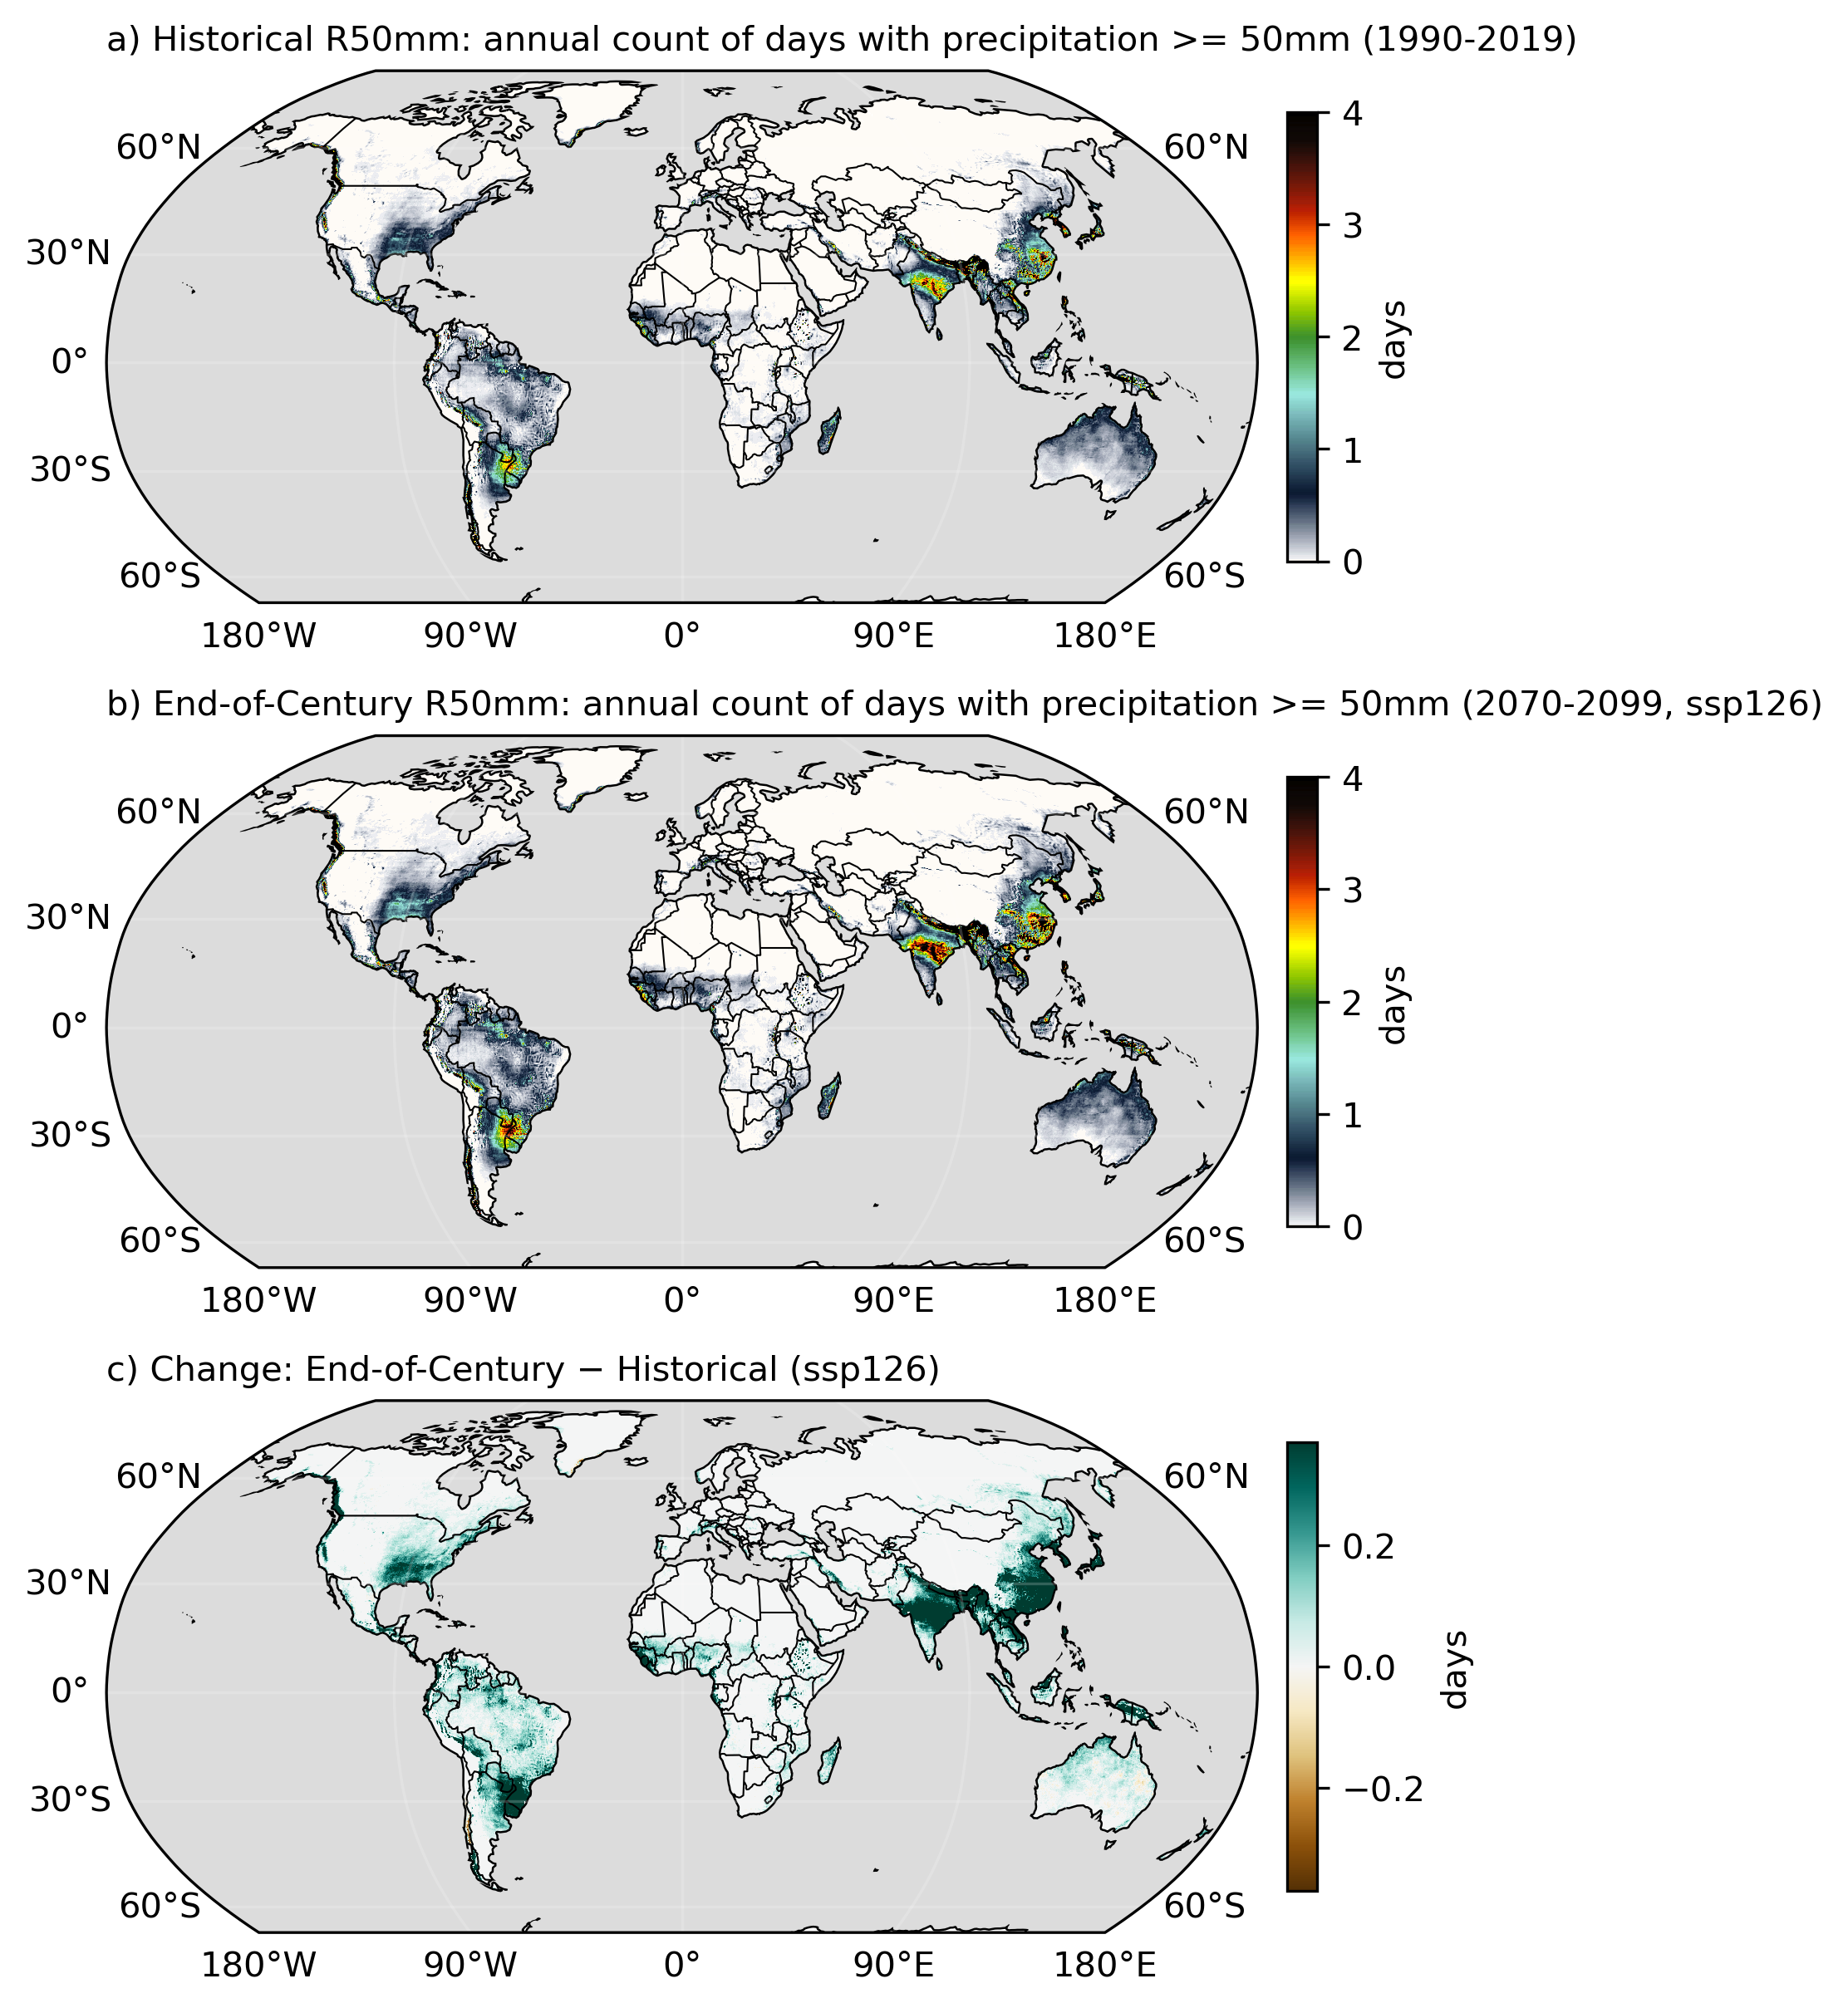 a) Historical R50mm: annual count of days with precipitation >= 50mm (1990-2019)
60°N
60°N
30°N
0°
30°S
60°S
60°S
180°W 90°W 0° 90°E 180°E
4
3
2
1
0
days
b) End-of-Century R50mm: annual count of days with precipitation >= 50mm (2070-2099, ssp126)
60°N
60°N
30°N
0°
30°S
60°S
60°S
180°W 90°W 0° 90°E 180°E
4
3
2
1
0
days
c) Change: End-of-Century − Historical (ssp126)
60°N
60°N
30°N
0°
30°S
60°S
60°S
180°W 90°W 0° 90°E 180°E
0.2
0.0
−0.2
days